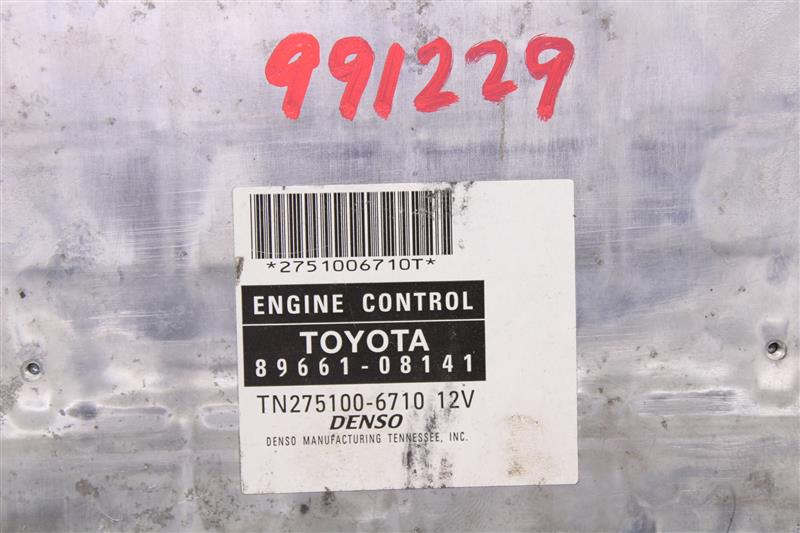 991229
*2751006710T*
ENGINE CONTROL
TOYOTA
89661-08141
TN275100-6710 12V
DENSO
DENSO MANUFACTURING TENNESSEE, INC.